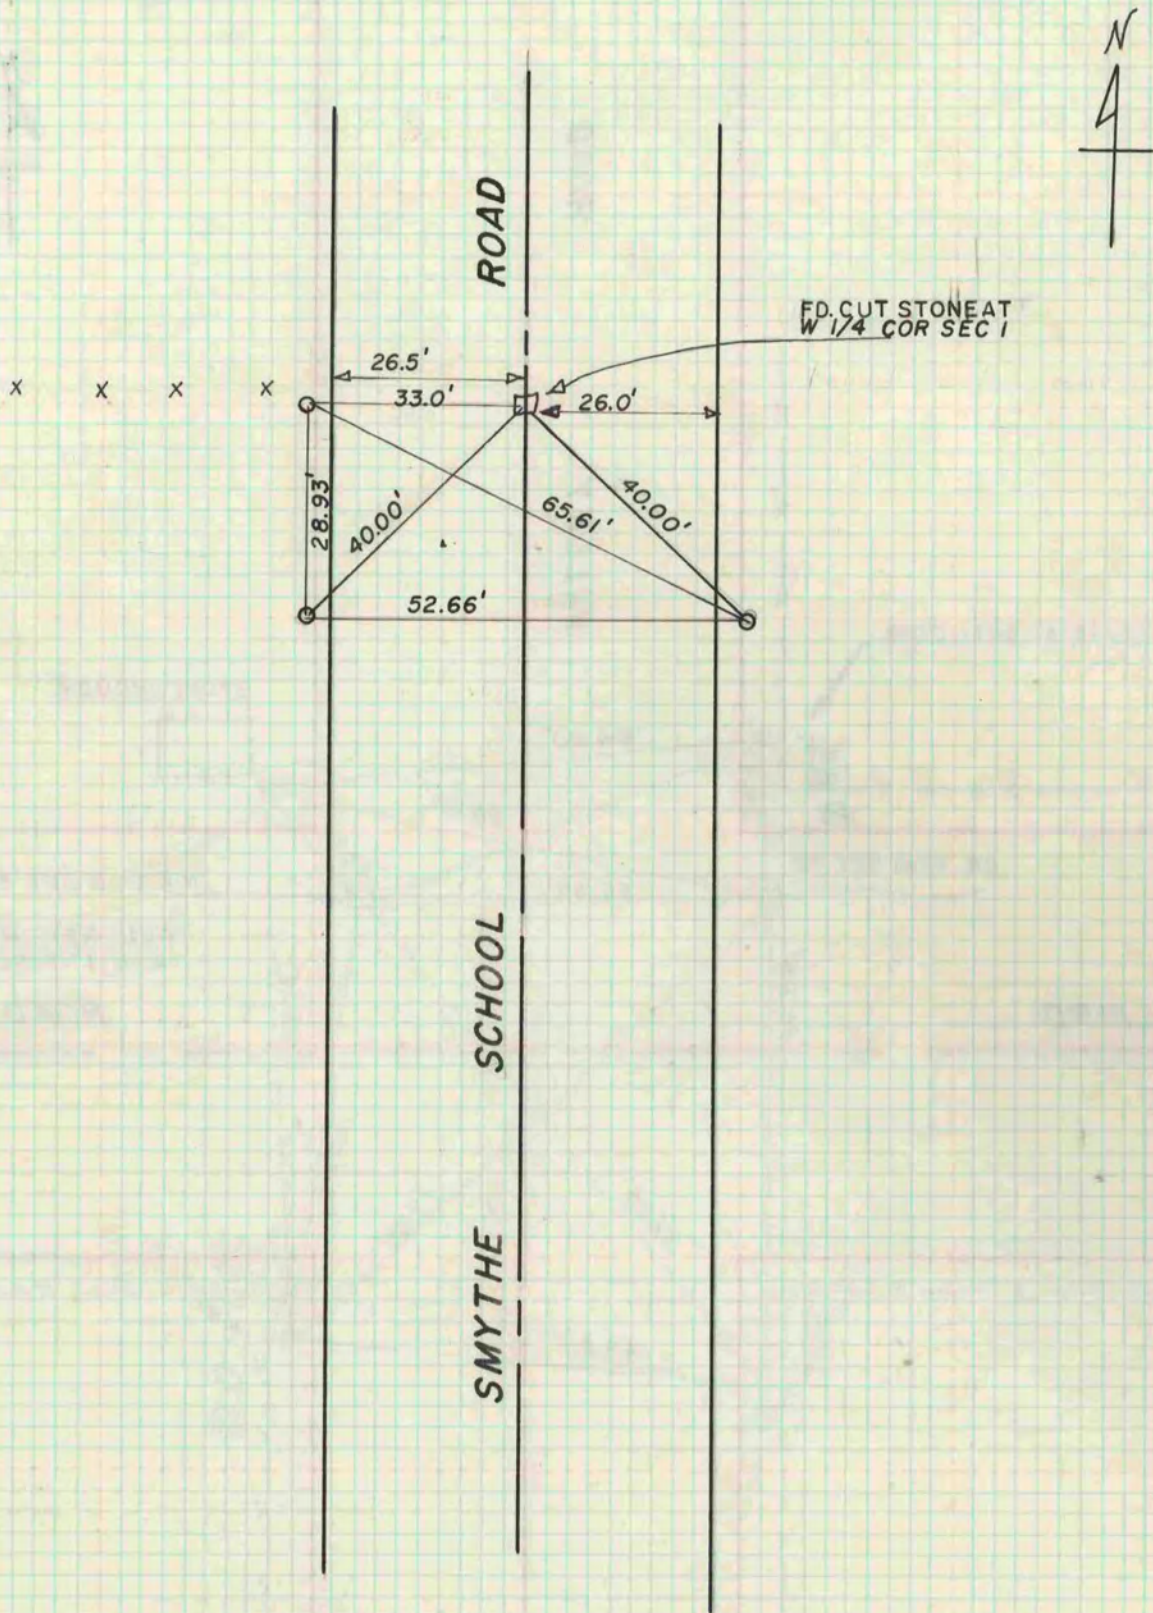 N
ROAD
FD. CUT STONE AT
W 1/4 COR SEC 1
26.5'
x x x x
33.0'
26.0'
28.93'
40.00'
65.61'
40.00'
52.66'
SCHOOL
SMYTHE